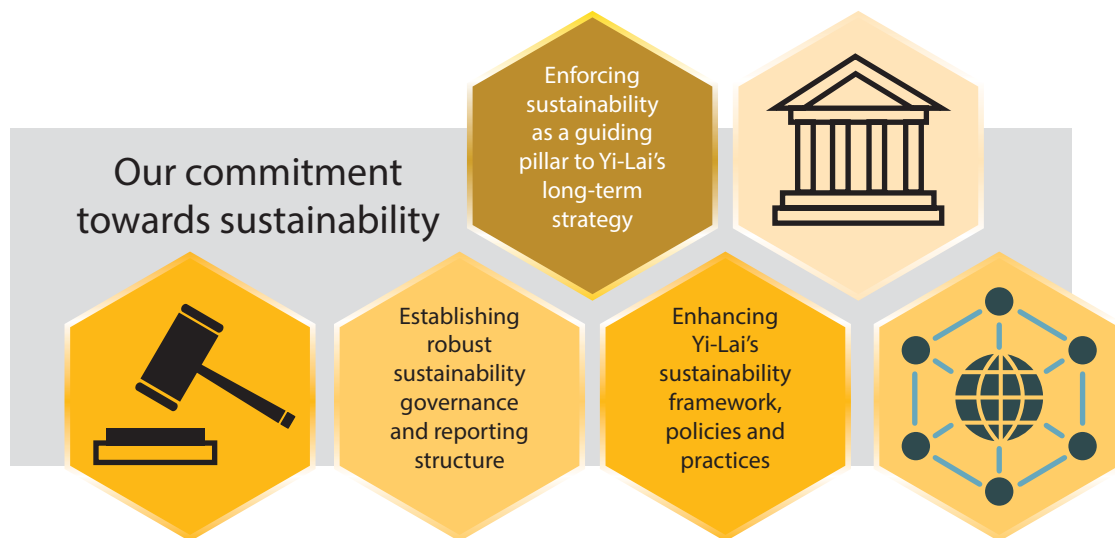 Our commitment
towards sustainability
Enforcing
sustainability
as a guiding
pillar to Yi-Lai’s
long-term
strategy
Establishing
robust
sustainability
governance
and reporting
structure
Enhancing
Yi-Lai’s
sustainability
framework,
policies and
practices